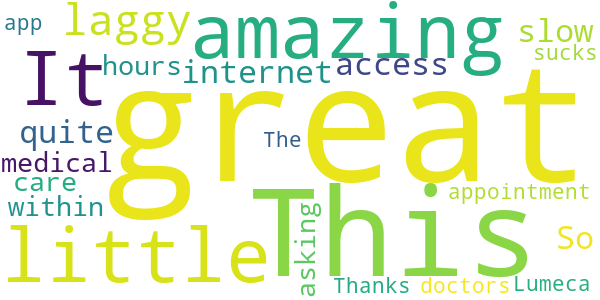 app
laggy
amazing
slow
sucks
It
hours
internet
access
great
quite
The
medical
care
within
little
This
asking
appointment
So
Thanks
doctors
Lumeca